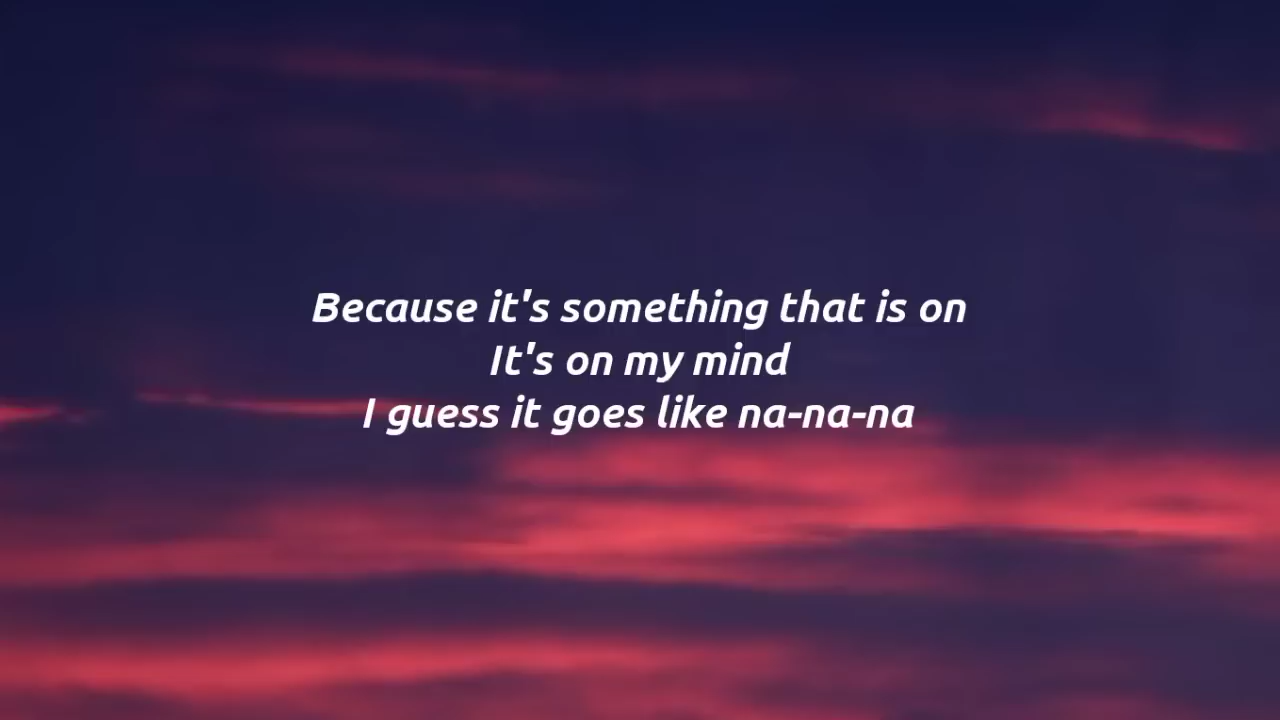 Because it's something that is on
It's on my mind
I guess it goes like na-na-na